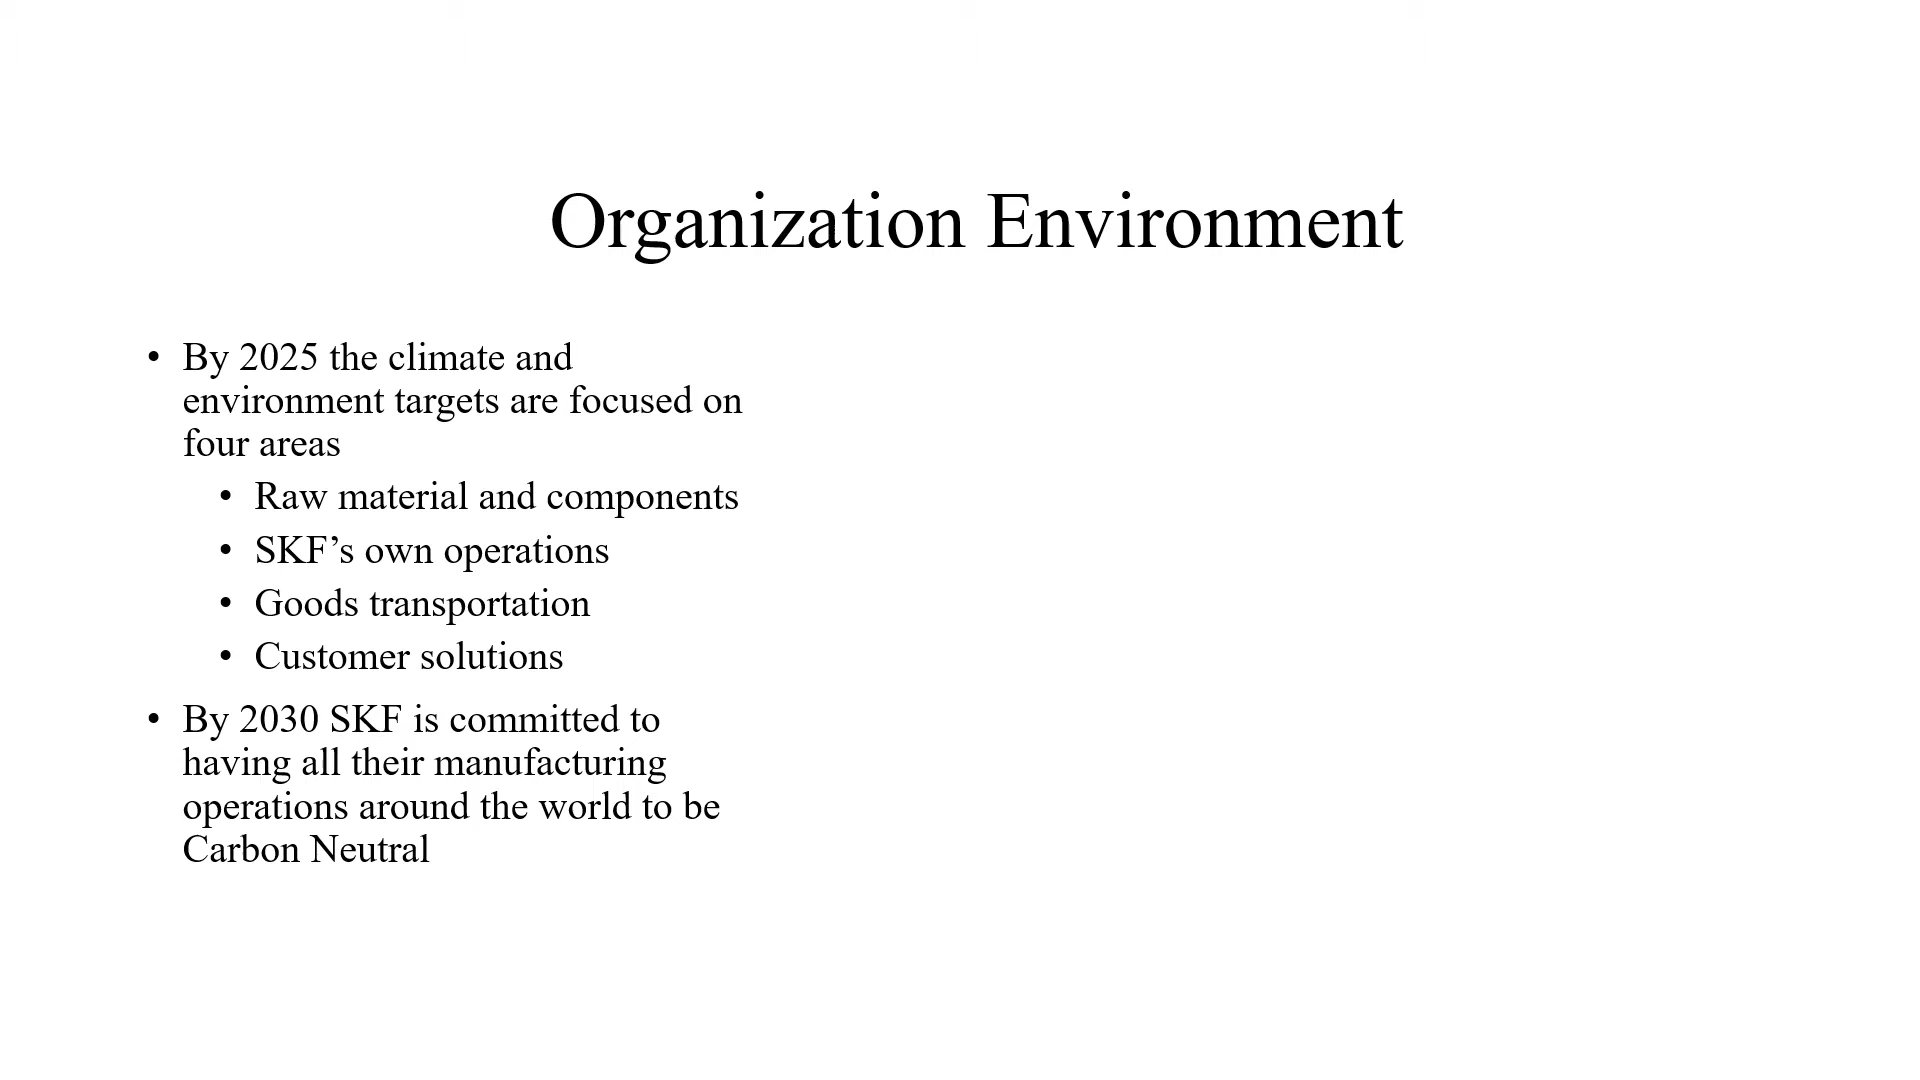 Organization Environment
• By 2025 the climate and
environment targets are focused on
four areas
• Raw material and components
• SKF’s own operations
• Goods transportation
• Customer solutions
• By 2030 SKF is committed to
having all their manufacturing
operations around the world to be
Carbon Neutral